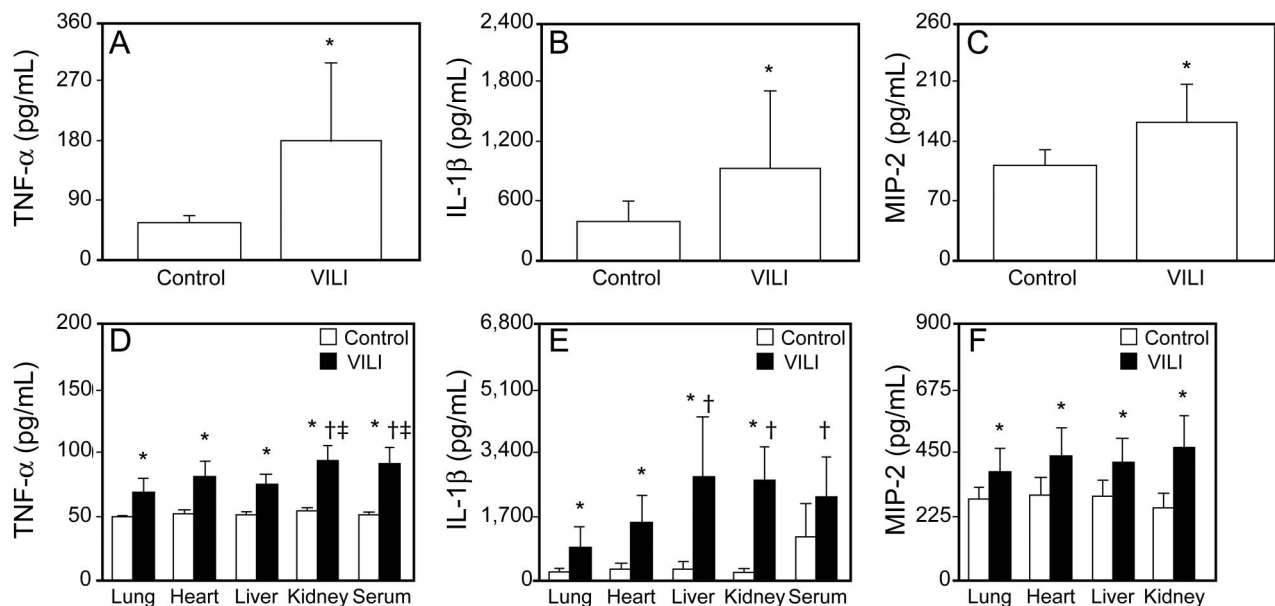 A
TNF-α (pg/mL)
360
270
180
90
0
*
Control VILI
B
IL-1β (pg/mL)
2,400
1,800
1,200
600
0
*
Control VILI
C
MIP-2 (pg/mL)
260
210
140
70
0
*
Control VILI
D
TNF-α (pg/mL)
200
150
100
50
0
Control
VILI
* * * * †‡ * †‡
Lung Heart Liver Kidney Serum
E
IL-1β (pg/mL)
6,800
5,100
3,400
1,700
0
Control
VILI
* * * † * † †
Lung Heart Liver Kidney Serum
F
MIP-2 (pg/mL)
900
675
450
225
0
Control
VILI
* * * *
Lung Heart Liver Kidney